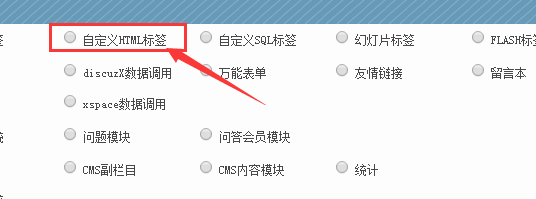 自定义HTML标签 自定义SQL标签 幻灯片标签 FLASH标签
discuzX数据调用 万能表单 友情链接 留言本
xspace数据调用
问题模块 问答会员模块
CMS副栏目 CMS内容模块 统计